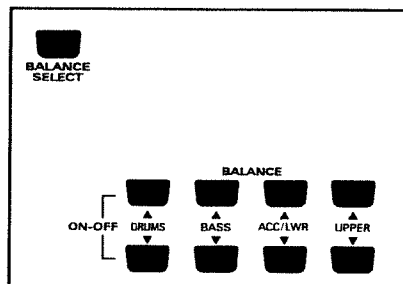 BALANCE
SELECT
BALANCE
ON-OFF DRUMS BASS ACC/LWR UPPER